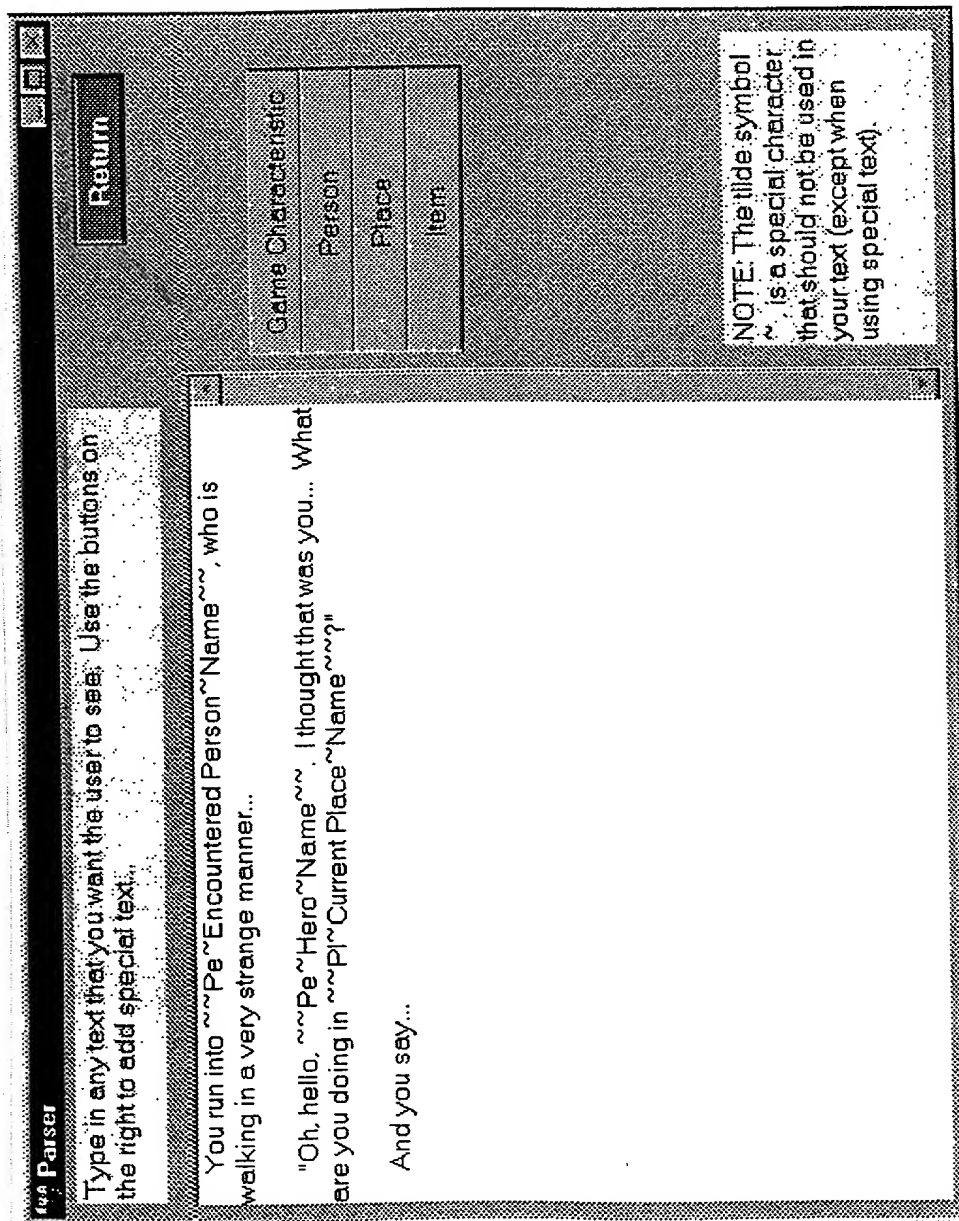 Parser
Type in any text that you want the user to see. Use the buttons on
the right to add special text...
Return
You run into ~~Pe~Encountered Person~Name~~, who is
walking in a very strange manner...
"Oh, hello, ~~Pe~Hero~Name~~. I thought that was you... What
are you doing in ~~Pl~Current Place~Name~~?"
And you say...
Game Characteristic
Person
Place
Item
NOTE: The tilde symbol
~ is a special character
that should not be used in
your text (except when
using special text).